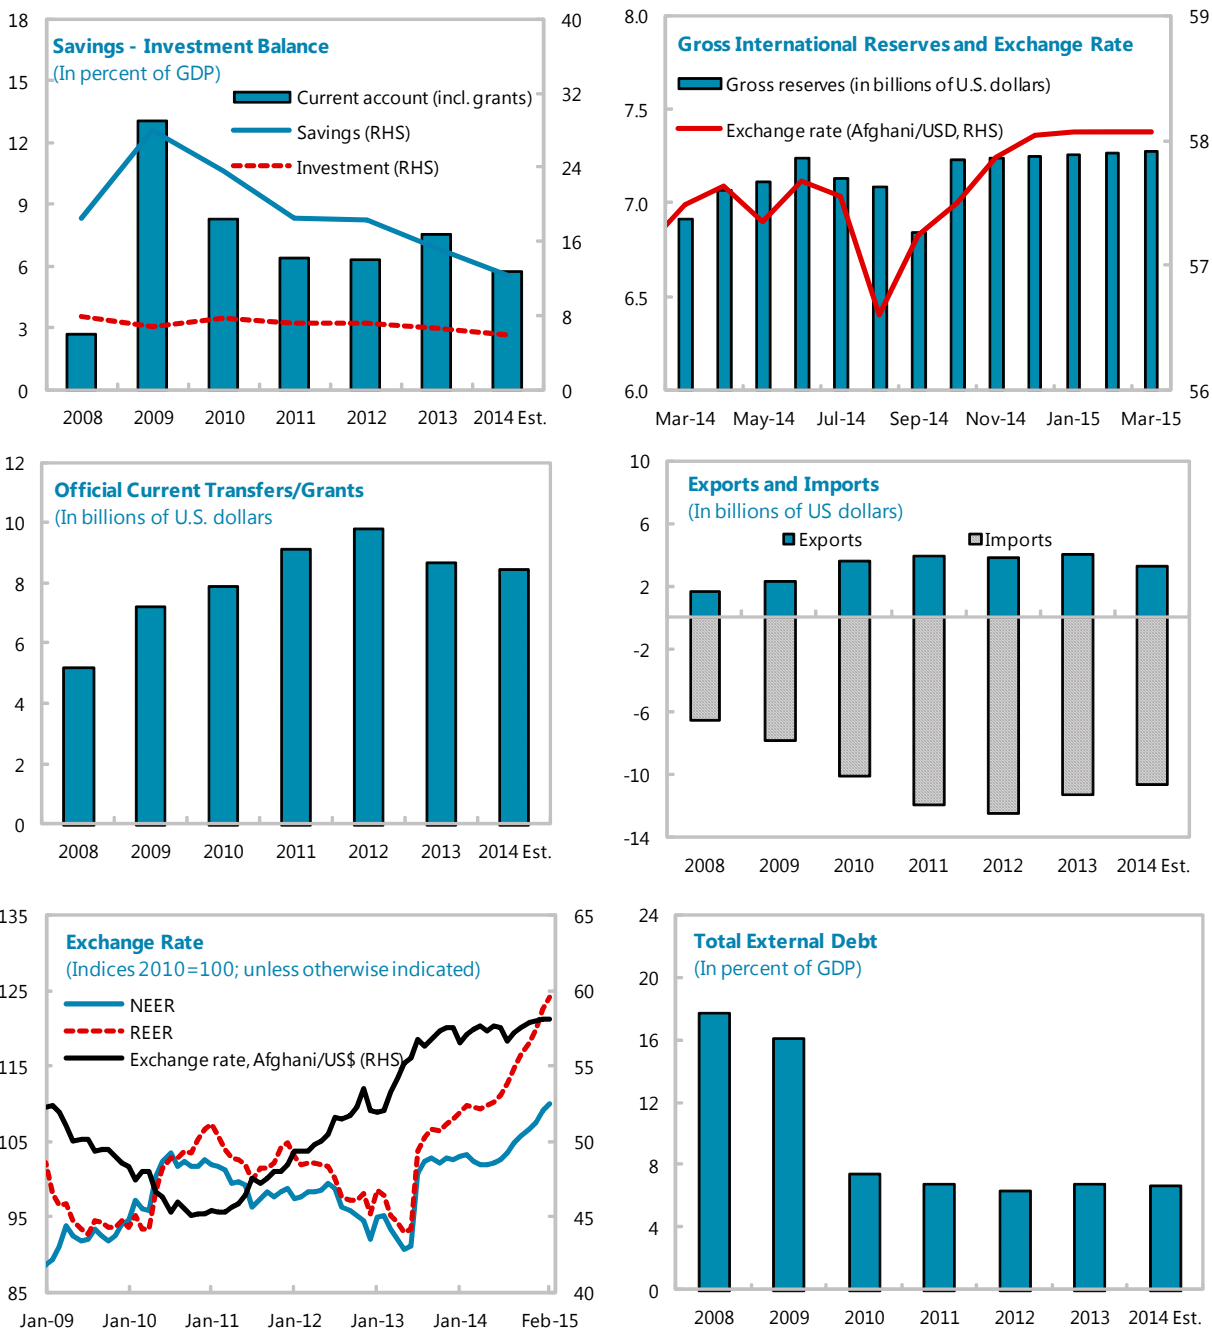 Savings - Investment Balance
(In percent of GDP)
Current account (incl. grants)
Savings (RHS)
Investment (RHS)
18
15
12
9
6
3
0
40
32
24
16
8
0
2008 2009 2010 2011 2012 2013 2014 Est.
Gross International Reserves and Exchange Rate
Gross reserves (in billions of U.S. dollars)
Exchange rate (Afghani/USD, RHS)
8.0
7.5
7.0
6.5
6.0
59
58
57
56
Mar-14 May-14 Jul-14 Sep-14 Nov-14 Jan-15 Mar-15
Official Current Transfers/Grants
(In billions of U.S. dollars
12
10
8
6
4
2
0
2008 2009 2010 2011 2012 2013 2014 Est.
Exports and Imports
(In billions of US dollars)
Exports Imports
10
6
2
-2
-6
-10
-14
2008 2009 2010 2011 2012 2013 2014 Est.
Exchange Rate
(Indices 2010=100; unless otherwise indicated)
NEER
REER
Exchange rate, Afghani/US$ (RHS)
135
125
115
105
95
85
65
60
55
50
45
40
Jan-09 Jan-10 Jan-11 Jan-12 Jan-13 Jan-14 Feb-15
Total External Debt
(In percent of GDP)
24
20
16
12
8
4
0
2008 2009 2010 2011 2012 2013 2014 Est.